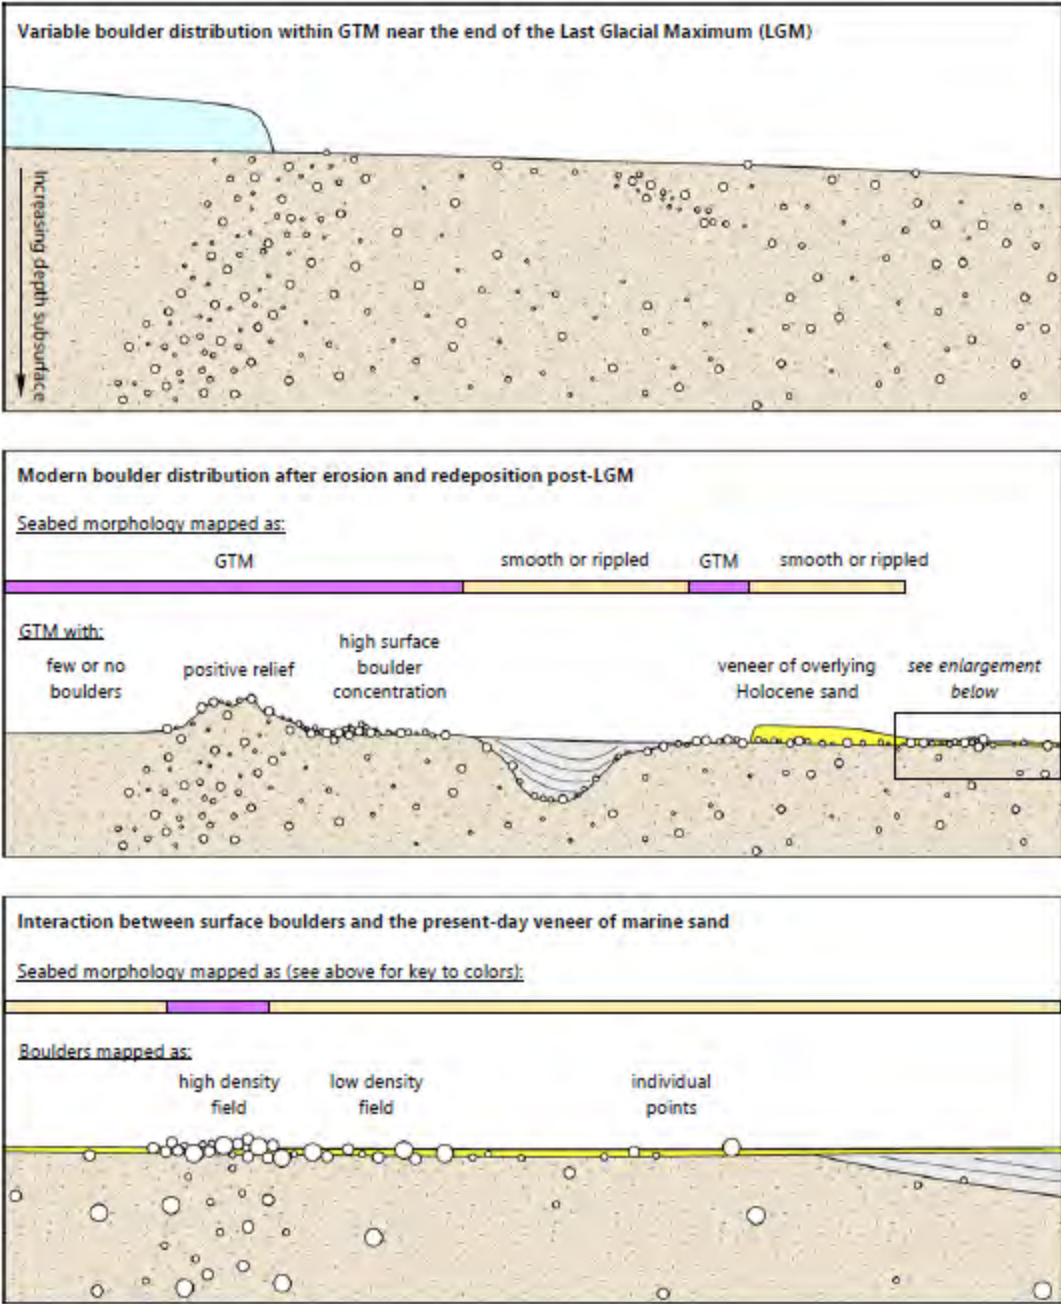 Variable boulder distribution within GTM near the end of the Last Glacial Maximum (LGM)
Increasing depth subsurface
Modern boulder distribution after erosion and redeposition post-LGM
Seabed morphology mapped as:
GTM
smooth or rippled
GTM
smooth or rippled
GTM with:
few or no
boulders
positive relief
high surface
boulder
concentration
veneer of overlying
Holocene sand
see enlargement
below
Interaction between surface boulders and the present-day veneer of marine sand
Seabed morphology mapped as (see above for key to colors):
Boulders mapped as:
high density
field
low density
field
individual
points